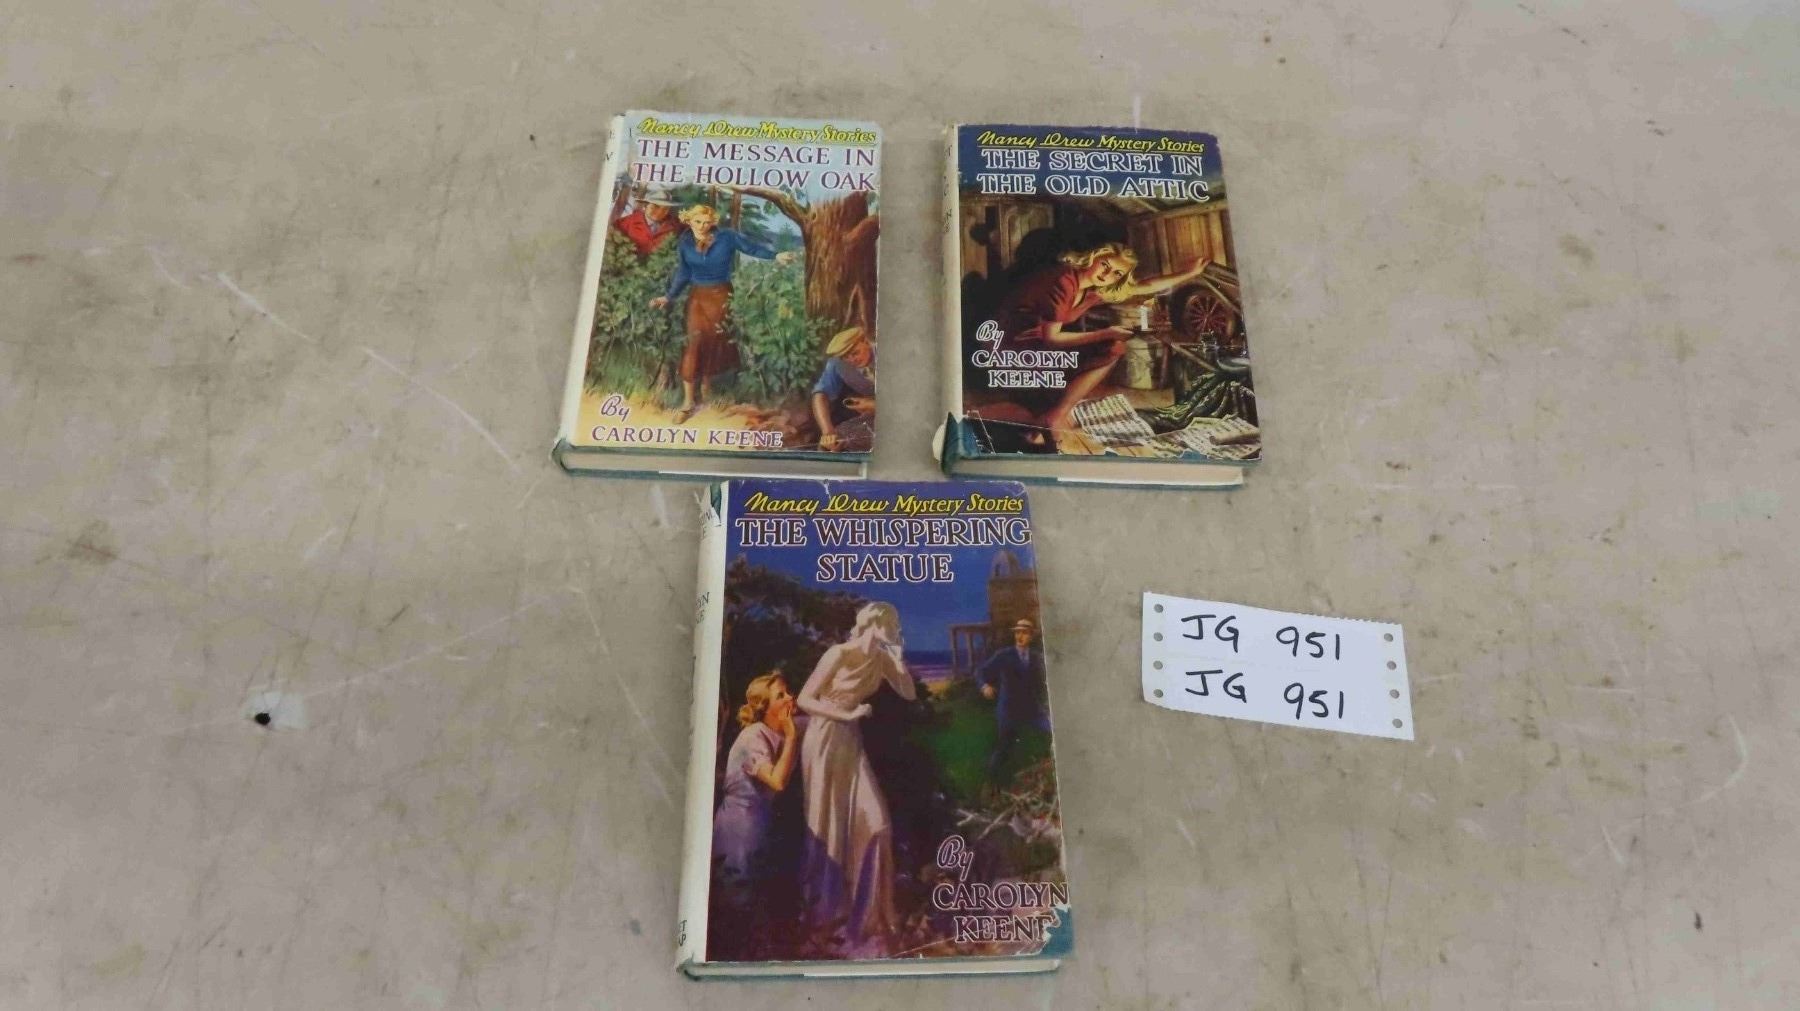 Nancy Drew Mystery Stories
THE MESSAGE IN
THE HOLLOW OAK
By
CAROLYN KEENE
Nancy Drew Mystery Stories
THE SECRET IN
THE OLD ATTIC
By
CAROLYN
KEENE
Nancy Drew Mystery Stories
THE WHISPERING
STATUE
By
CAROLYN
KEENE
JG 951
JG 951